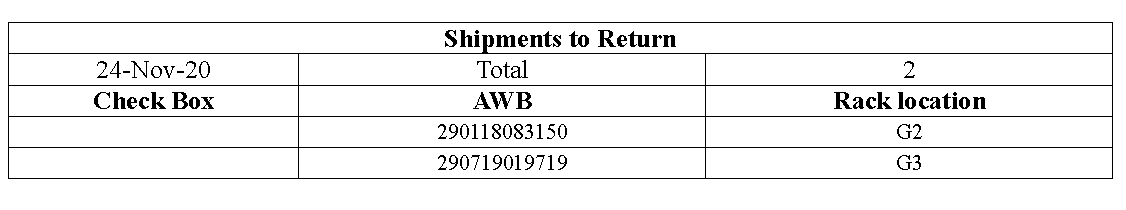 Shipments to Return
24-Nov-20 Total 2
Check Box AWB Rack location
290118083150 G2
290719019719 G3